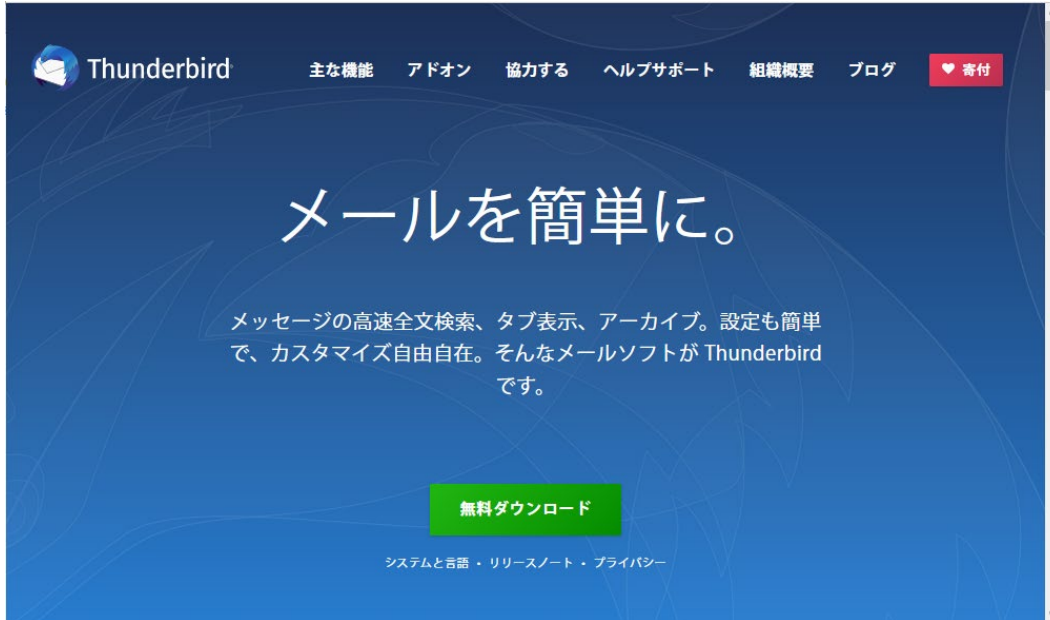 Thunderbird
主な機能 アドオン 協力する ヘルプサポート 組織概要 ブログ ♥ 寄付
メールを簡単に。
メッセージの高速全文検索、タブ表示、アーカイブ。設定も簡単
で、カスタマイズ自由自在。そんなメールソフトが Thunderbird
です。
無料ダウンロード
システムと言語 • リリースノート • プライバシー